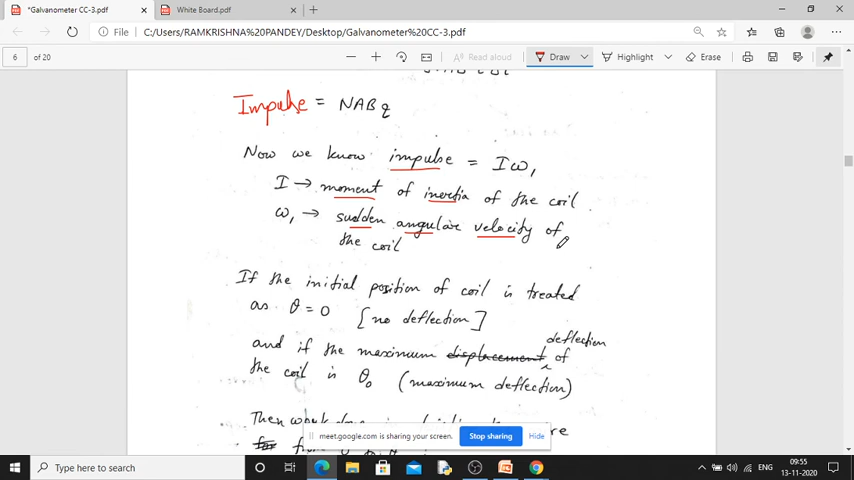 *Galvanometer CC-3.pdf
White Board.pdf
C:/Users/RAMKRISHNA%20PANDEY/Desktop/Galvanometer%20CC-3.pdf
6 of 20
Read aloud
Draw
Highlight
Erase
Impulse = NABq
Now we know impulse = Iω₁
I → moment of inertia of the coil
ω₁ → sudden angular velocity of
the coil
If the initial position of coil is treated
as θ = 0 [no deflection]
deflection
and if the maximum displacement of
the coil is θ₀ (maximum deflection)
Then
meet.google.com is sharing your screen.
Stop sharing
Hide
Type here to search
ENG
09:55
13-11-2020